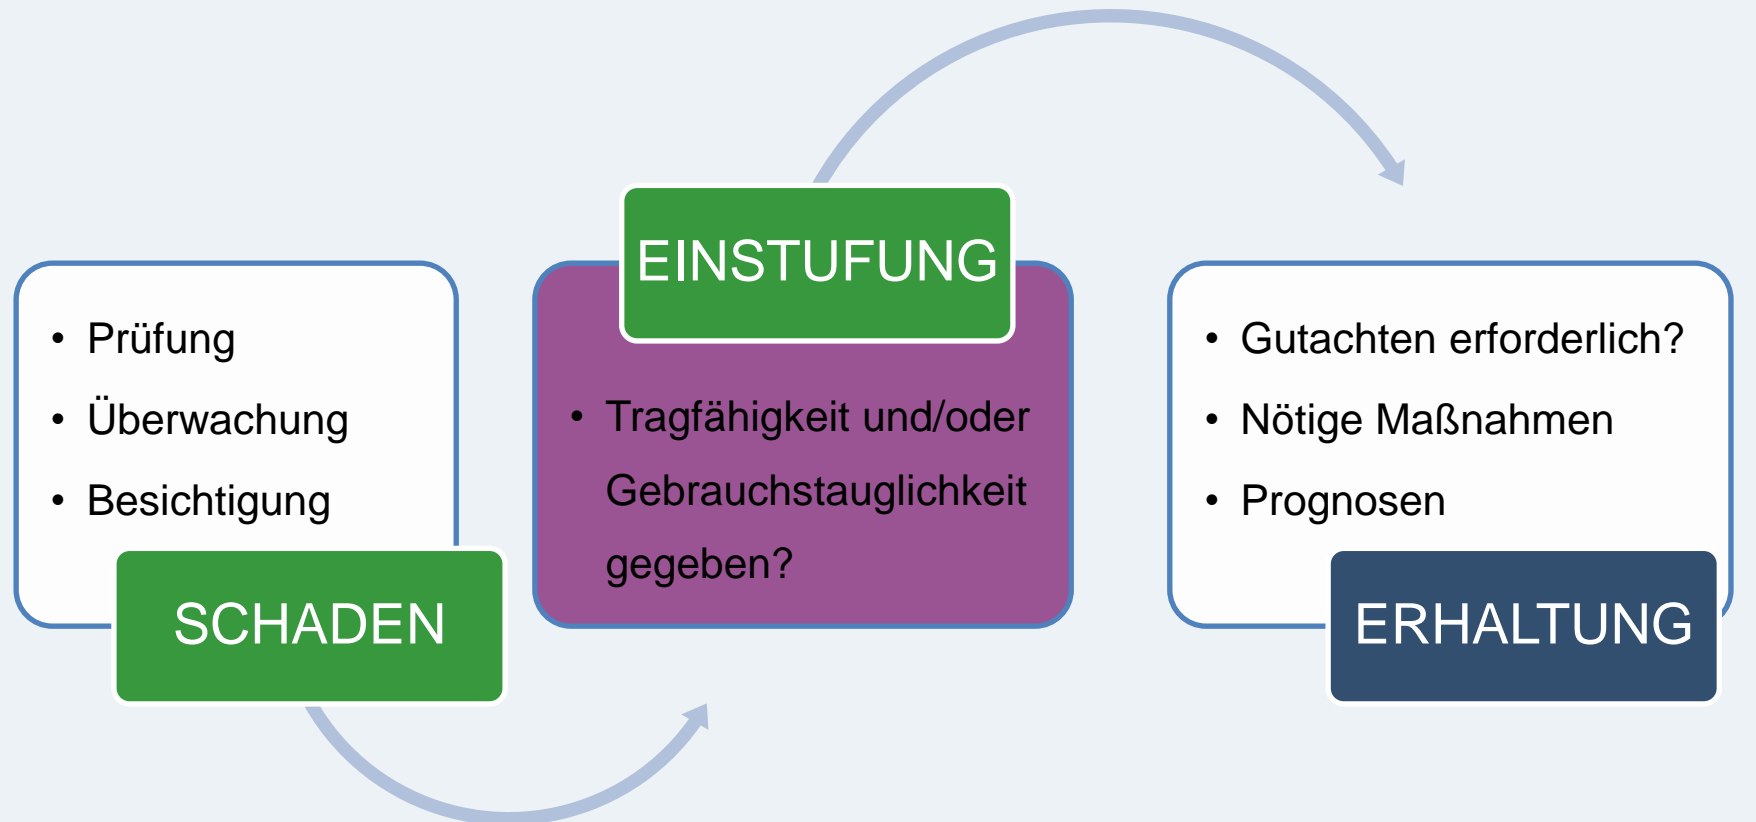 • Prüfung
• Überwachung
• Besichtigung
SCHADEN
EINSTUFUNG
• Tragfähigkeit und/oder
Gebrauchstauglichkeit
gegeben?
• Gutachten erforderlich?
• Nötige Maßnahmen
• Prognosen
ERHALTUNG